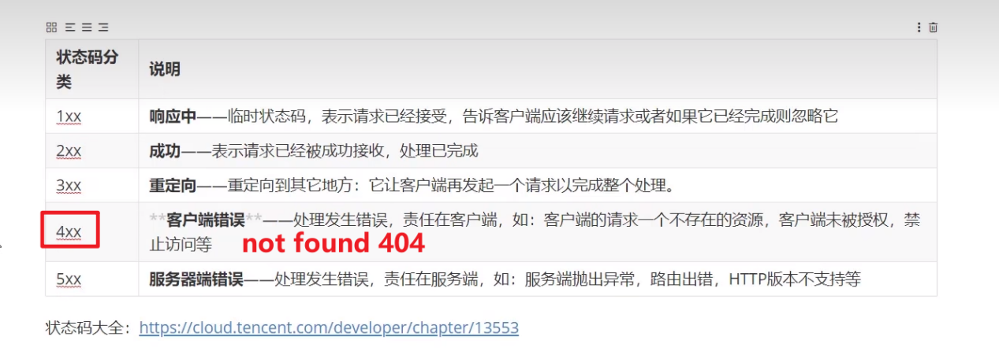 状态码分
类
说明
1xx
响应中——临时状态码，表示请求已经接受，告诉客户端应该继续请求或者如果它已经完成则忽略它
2xx
成功——表示请求已经被成功接收，处理已完成
3xx
重定向——重定向到其它地方：它让客户端再发起一个请求以完成整个处理。
4xx
**客户端错误**——处理发生错误，责任在客户端，如：客户端的请求一个不存在的资源，客户端未被授权，禁
止访问等
not found 404
5xx
服务器端错误——处理发生错误，责任在服务端，如：服务端抛出异常，路由出错，HTTP版本不支持等
状态码大全：https://cloud.tencent.com/developer/chapter/13553